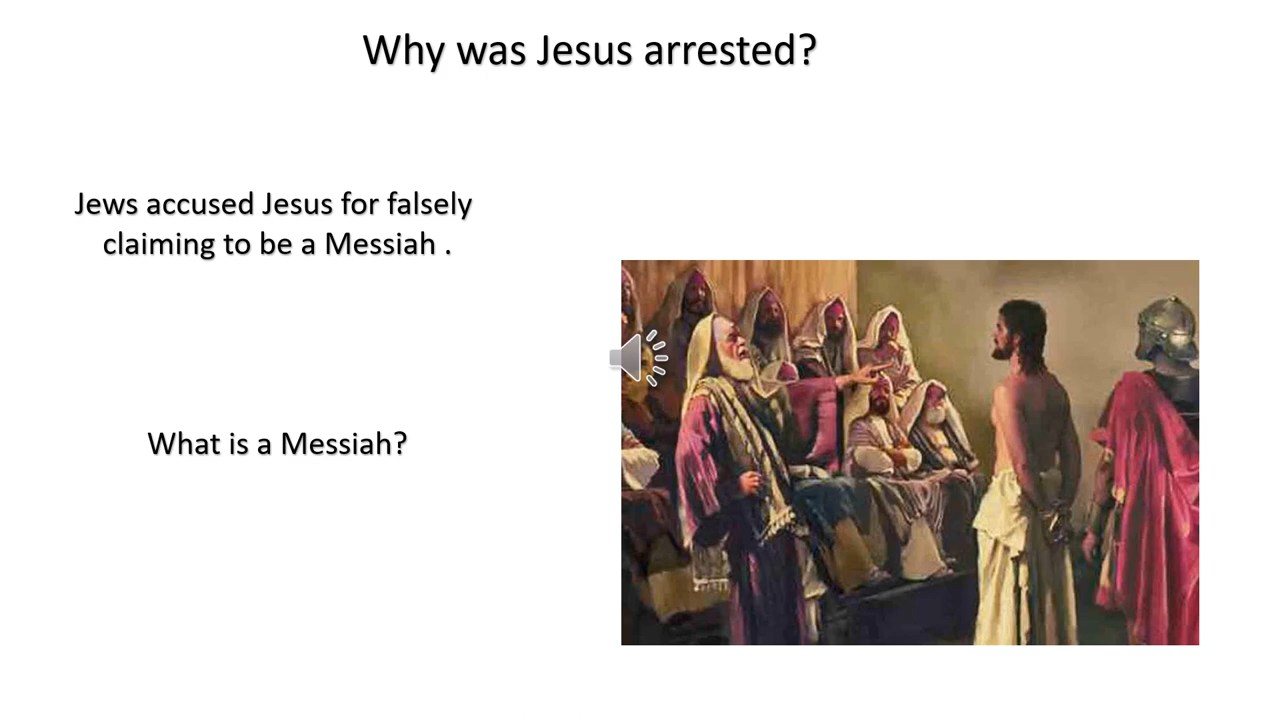 Why was Jesus arrested?
Jews accused Jesus for falsely
claiming to be a Messiah .
What is a Messiah?